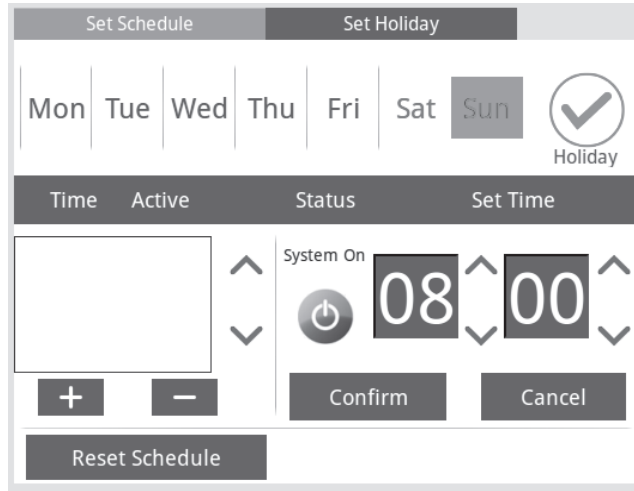 Set Schedule Set Holiday
Mon Tue Wed Thu Fri Sat Sun
Holiday
Time Active Status Set Time
System On
08 00
+ −
Confirm Cancel
Reset Schedule